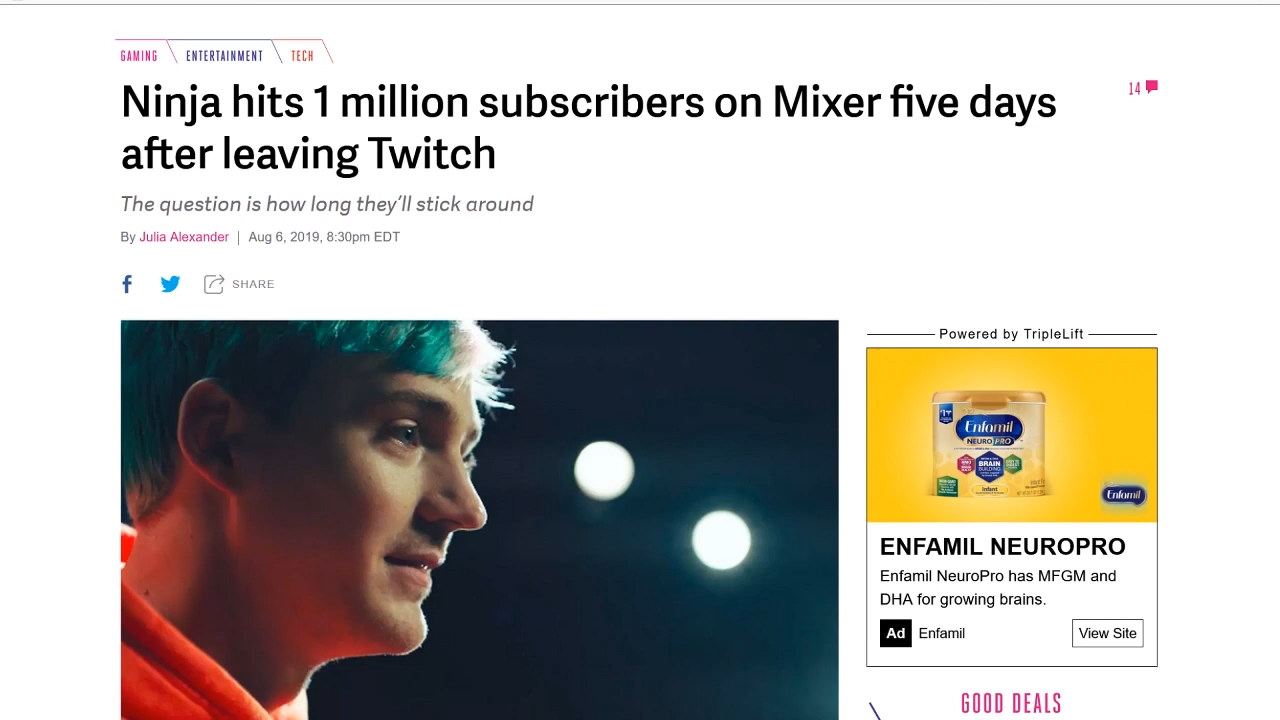 GAMING
ENTERTAINMENT
TECH
Ninja hits 1 million subscribers on Mixer five days
after leaving Twitch
14
The question is how long they'll stick around
By Julia Alexander | Aug 6, 2019, 8:30pm EDT
SHARE
Powered by TripleLift
Enfamil
NEUROPRO
BRAIN
BUILDING
Infant
Enfamil
ENFAMIL NEUROPRO
Enfamil NeuroPro has MFGM and
DHA for growing brains.
Ad Enfamil
View Site
GOOD DEALS